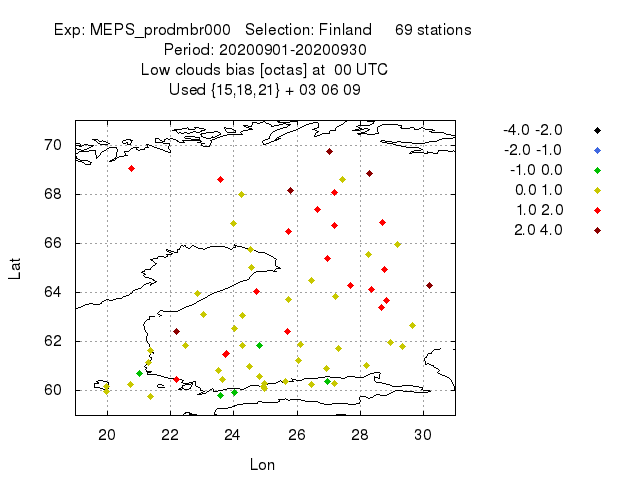 Exp: MEPS_prodmbr000 Selection: Finland 69 stations
Period: 20200901-20200930
Low clouds bias [octas] at 00 UTC
Used {15,18,21} + 03 06 09
70
68
66
64
62
60
Lat
20 22 24 26 28 30
Lon
-4.0 -2.0
-2.0 -1.0
-1.0 0.0
0.0 1.0
1.0 2.0
2.0 4.0